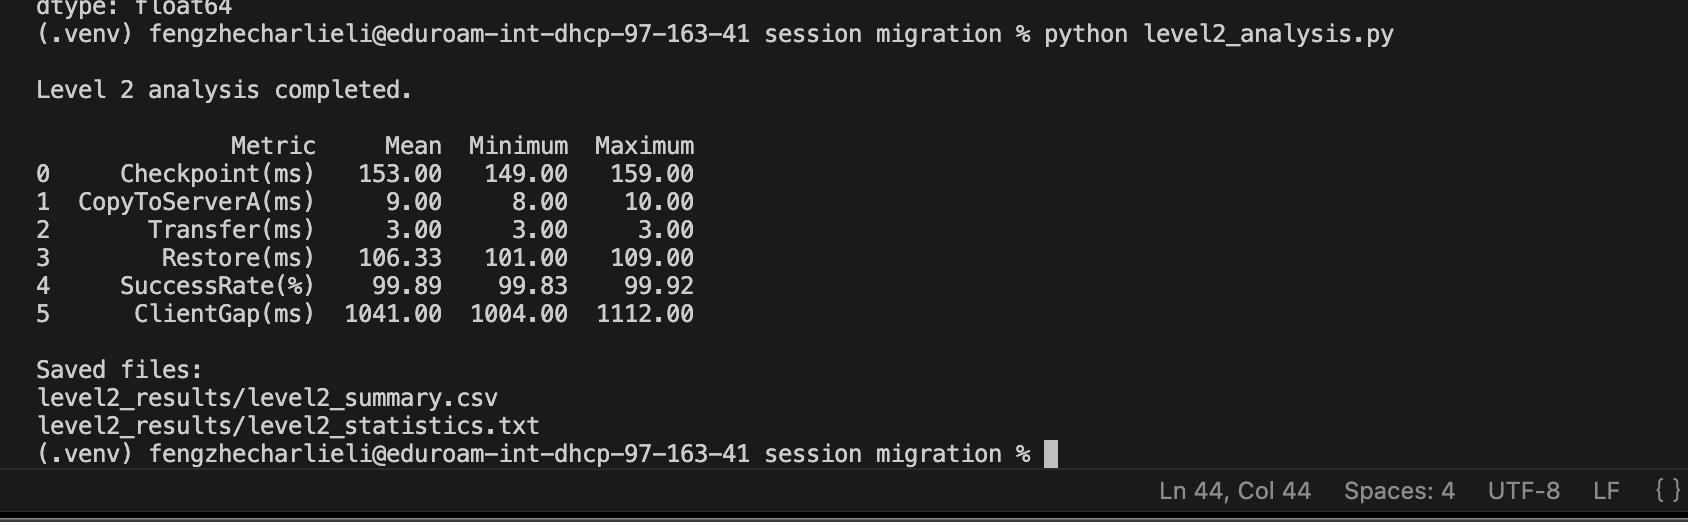 dtype: float64
(.venv) fengzhecharlieli@eduroam-int-dhcp-97-163-41 session migration % python level2_analysis.py
Level 2 analysis completed.
Metric Mean Minimum Maximum
0 Checkpoint(ms) 153.00 149.00 159.00
1 CopyToServerA(ms) 9.00 8.00 10.00
2 Transfer(ms) 3.00 3.00 3.00
3 Restore(ms) 106.33 101.00 109.00
4 SuccessRate(%) 99.89 99.83 99.92
5 ClientGap(ms) 1041.00 1004.00 1112.00
Saved files:
level2_results/level2_summary.csv
level2_results/level2_statistics.txt
(.venv) fengzhecharlieli@eduroam-int-dhcp-97-163-41 session migration %
Ln 44, Col 44 Spaces: 4 UTF-8 LF { }